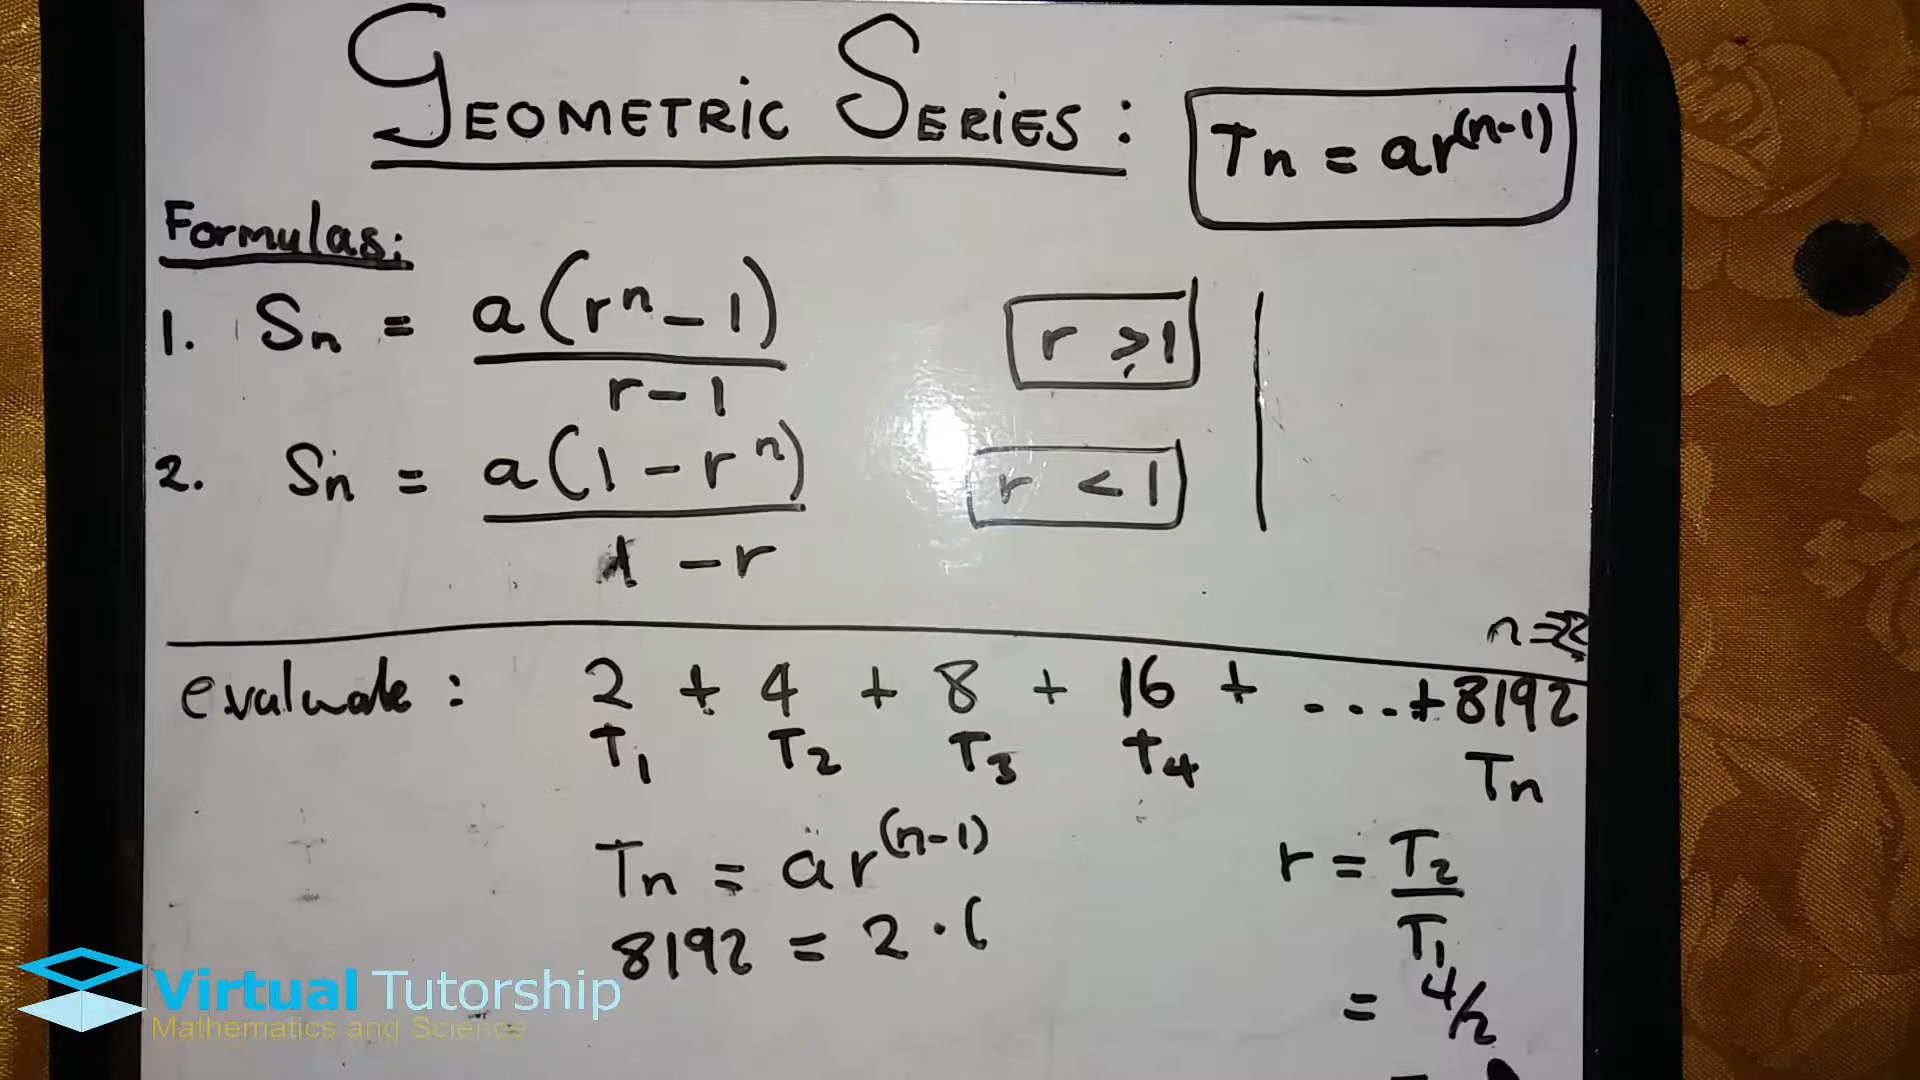 GEOMETRIC SERIES :
Tn = ar^(n-1)
Formulas:
1. Sn = a(r^n - 1) / r - 1
r > 1
2. Sn = a(1 - r^n) / 1 - r
r < 1
evaluate : 2 + 4 + 8 + 16 + ... + 8192
T1 T2 T3 T4 Tn
Tn = ar^(n-1)
8192 = 2 . (
r = T2 / T1
= 4/2
Virtual Tutorship
Mathematics and Science